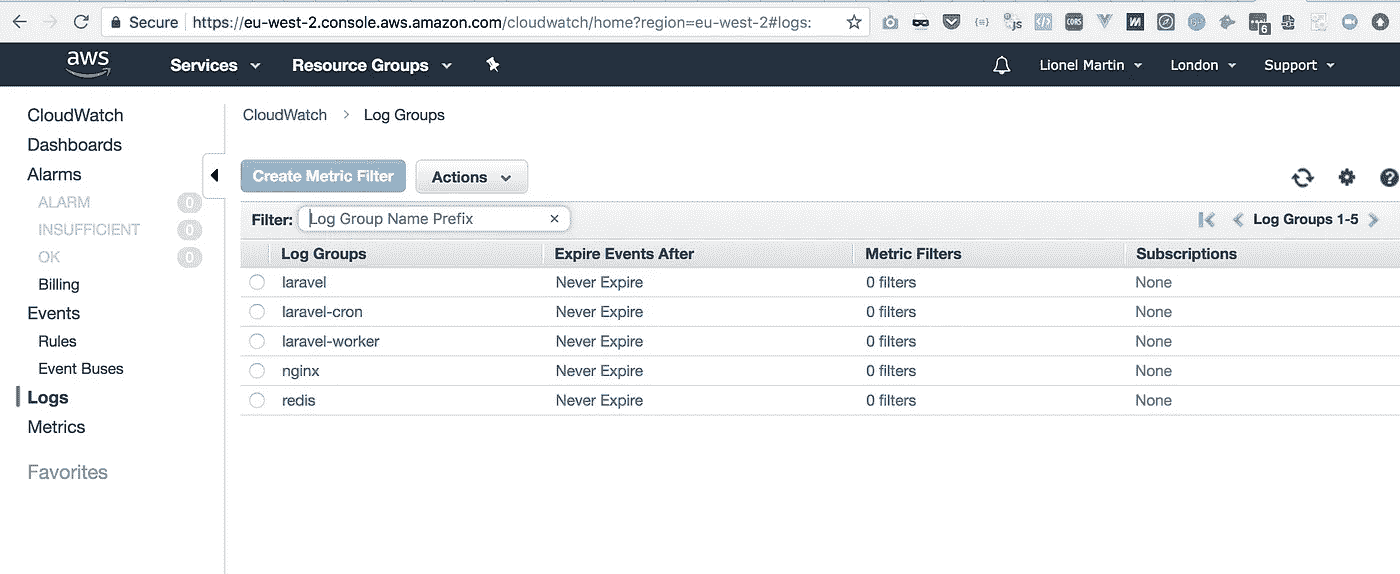 Secure https://eu-west-2.console.aws.amazon.com/cloudwatch/home?region=eu-west-2#logs:
{=} JS </> CORS 6
aws Services Resource Groups Lionel Martin London Support
CloudWatch
Dashboards
Alarms
ALARM 0
INSUFFICIENT 0
OK 0
Billing
Events
Rules
Event Buses
Logs
Metrics
Favorites
CloudWatch > Log Groups
Create Metric Filter Actions
Filter: Log Group Name Prefix × Log Groups 1-5
Log Groups Expire Events After Metric Filters Subscriptions
laravel Never Expire 0 filters None
laravel-cron Never Expire 0 filters None
laravel-worker Never Expire 0 filters None
nginx Never Expire 0 filters None
redis Never Expire 0 filters None